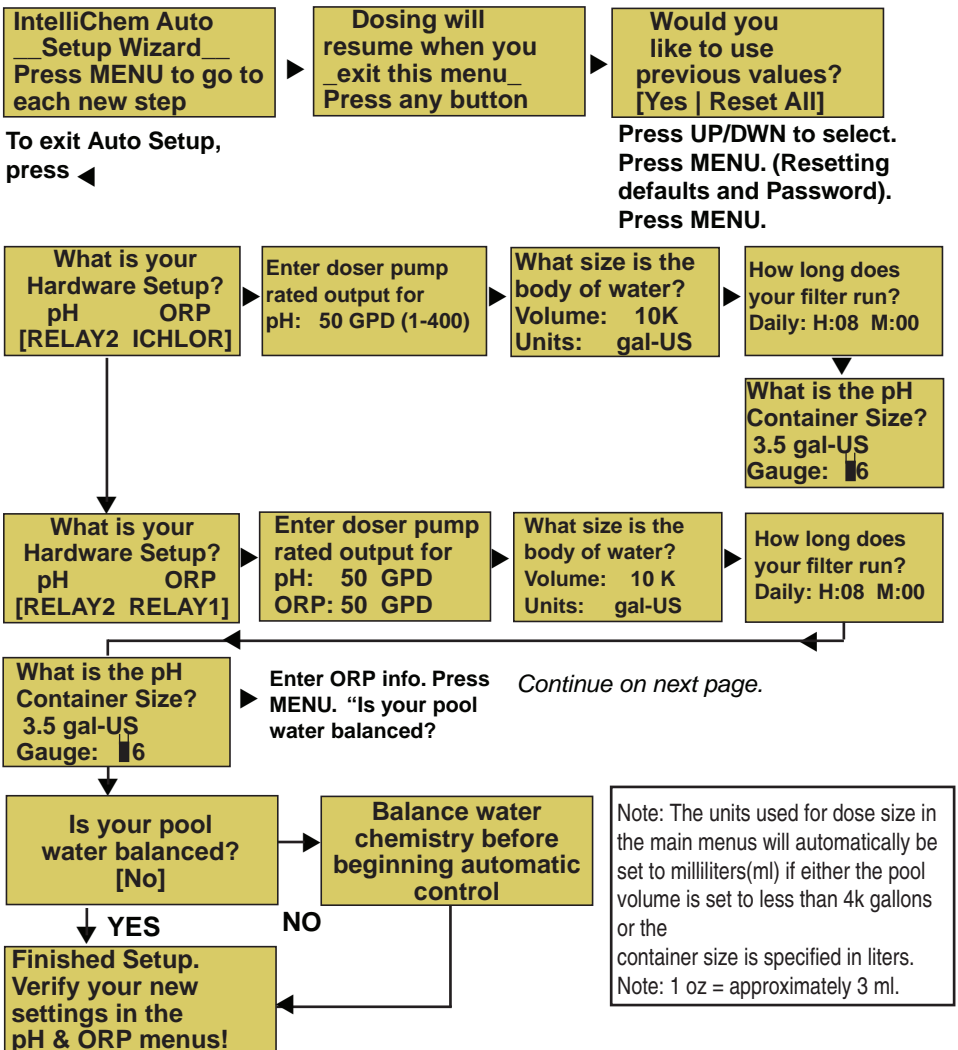 IntelliChem Auto
__Setup Wizard__
Press MENU to go to
each new step
Dosing will
resume when you
_exit this menu_
Press any button
Would you
like to use
previous values?
[Yes | Reset All]
To exit Auto Setup,
press ◀
Press UP/DWN to select.
Press MENU. (Resetting
defaults and Password).
Press MENU.
What is your
Hardware Setup?
pH ORP
[RELAY2 ICHLOR]
Enter doser pump
rated output for
pH: 50 GPD (1-400)
What size is the
body of water?
Volume: 10K
Units: gal-US
How long does
your filter run?
Daily: H:08 M:00
What is the pH
Container Size?
3.5 gal-US
Gauge: 6
What is your
Hardware Setup?
pH ORP
[RELAY2 RELAY1]
Enter doser pump
rated output for
pH: 50 GPD
ORP: 50 GPD
What size is the
body of water?
Volume: 10 K
Units: gal-US
How long does
your filter run?
Daily: H:08 M:00
What is the pH
Container Size?
3.5 gal-US
Gauge: 6
Enter ORP info. Press
MENU. “Is your pool
water balanced?
Continue on next page.
Is your pool
water balanced?
[No]
Balance water
chemistry before
beginning automatic
control
YES
NO
Finished Setup.
Verify your new
settings in the
pH & ORP menus!
Note: The units used for dose size in
the main menus will automatically be
set to milliliters(ml) if either the pool
volume is set to less than 4k gallons
or the
container size is specified in liters.
Note: 1 oz = approximately 3 ml.